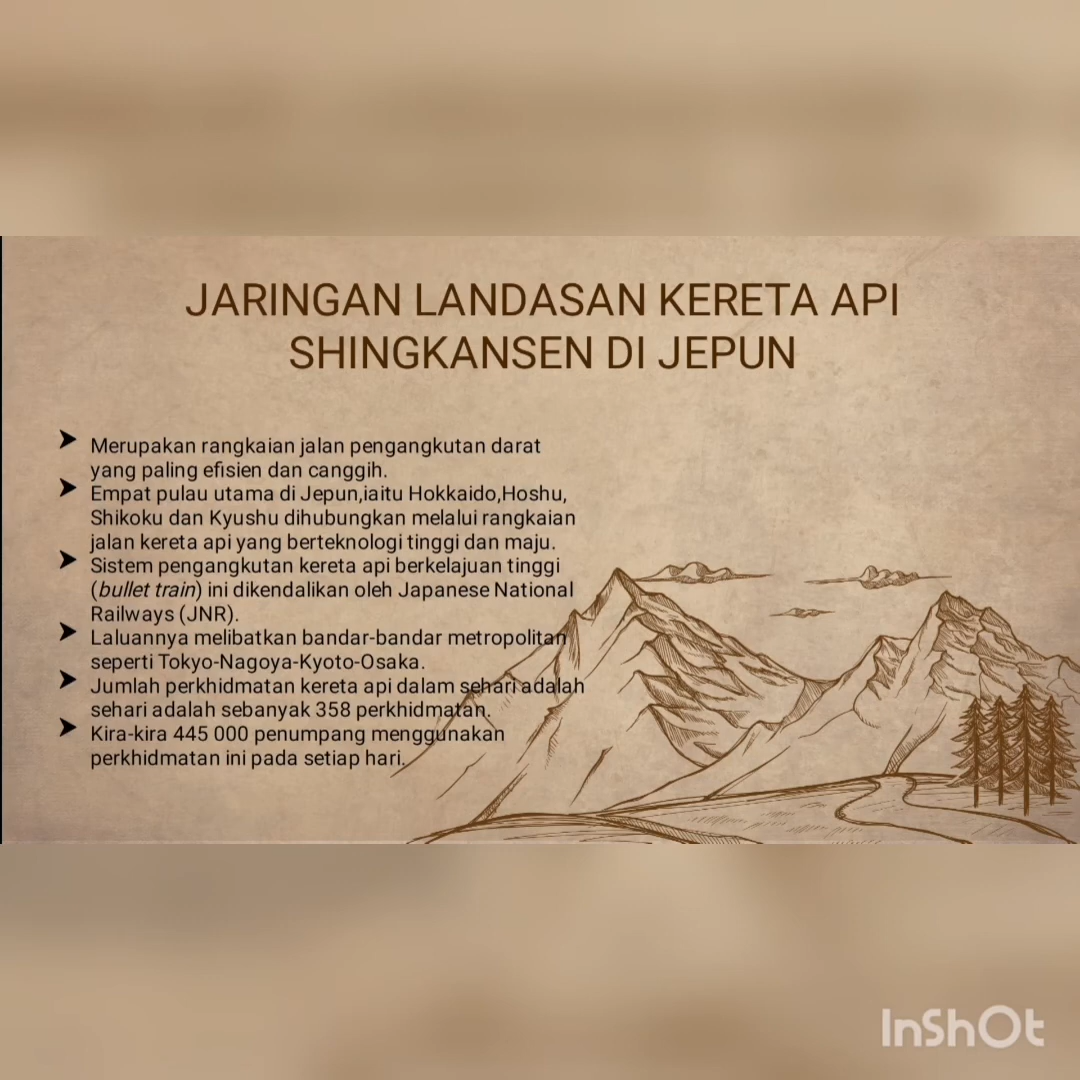 JARINGAN LANDASAN KERETA API
SHINGKANSEN DI JEPUN
Merupakan rangkaian jalan pengangkutan darat
yang paling efisien dan canggih.
Empat pulau utama di Jepun,iaitu Hokkaido,Hoshu,
Shikoku dan Kyushu dihubungkan melalui rangkaian
jalan kereta api yang berteknologi tinggi dan maju.
Sistem pengangkutan kereta api berkelajuan tinggi
(bullet train) ini dikendalikan oleh Japanese National
Railways (JNR).
Laluannya melibatkan bandar-bandar metropolitan
seperti Tokyo-Nagoya-Kyoto-Osaka.
Jumlah perkhidmatan kereta api dalam sehari adalah
sehari adalah sebanyak 358 perkhidmatan.
Kira-kira 445 000 penumpang menggunakan
perkhidmatan ini pada setiap hari.
InShOt